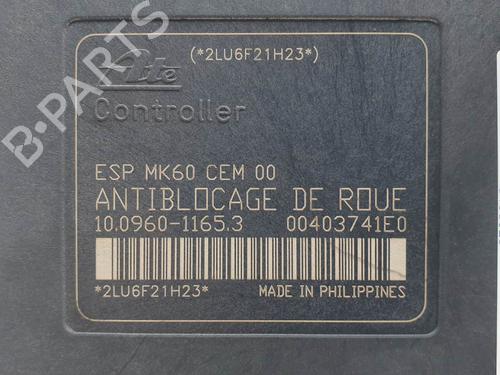 (*2LU6F21H23*)
Ate
Controller
B-PARTS
ESP MK60 CEM 00
ANTIBLOCAGE DE ROUE
10.0960-1165.3 00403741E0
*2LU6F21H23* MADE IN PHILIPPINES